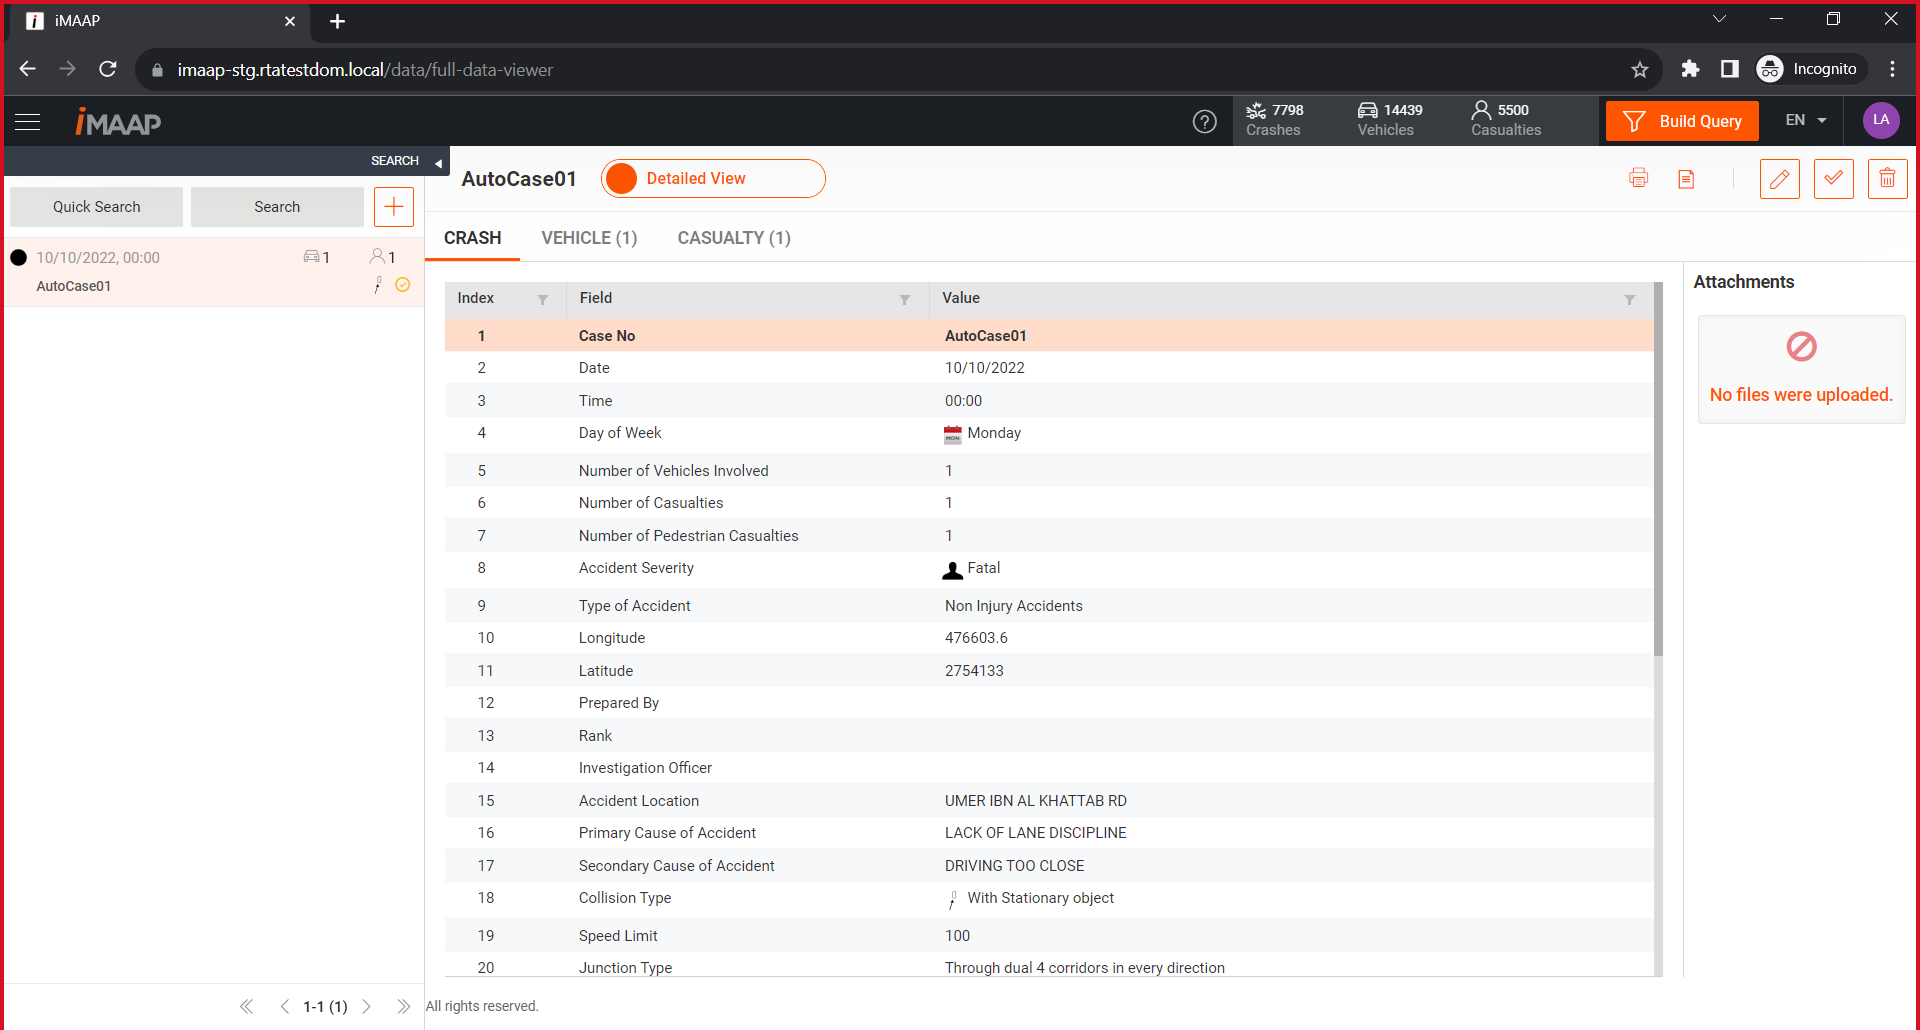 iMAAP
imaap-stg.rtatestdom.local/data/full-data-viewer
Incognito
iMAAP
7798
Crashes
14439
Vehicles
5500
Casualties
Build Query
EN
LA
SEARCH
Quick Search
Search
10/10/2022, 00:00
1
1
AutoCase01
AutoCase01
Detailed View
CRASH
VEHICLE (1)
CASUALTY (1)
Index Field Value
1 Case No AutoCase01
2 Date 10/10/2022
3 Time 00:00
4 Day of Week MON Monday
5 Number of Vehicles Involved 1
6 Number of Casualties 1
7 Number of Pedestrian Casualties 1
8 Accident Severity Fatal
9 Type of Accident Non Injury Accidents
10 Longitude 476603.6
11 Latitude 2754133
12 Prepared By
13 Rank
14 Investigation Officer
15 Accident Location UMER IBN AL KHATTAB RD
16 Primary Cause of Accident LACK OF LANE DISCIPLINE
17 Secondary Cause of Accident DRIVING TOO CLOSE
18 Collision Type With Stationary object
19 Speed Limit 100
20 Junction Type Through dual 4 corridors in every direction
Attachments
No files were uploaded.
1-1 (1)
All rights reserved.